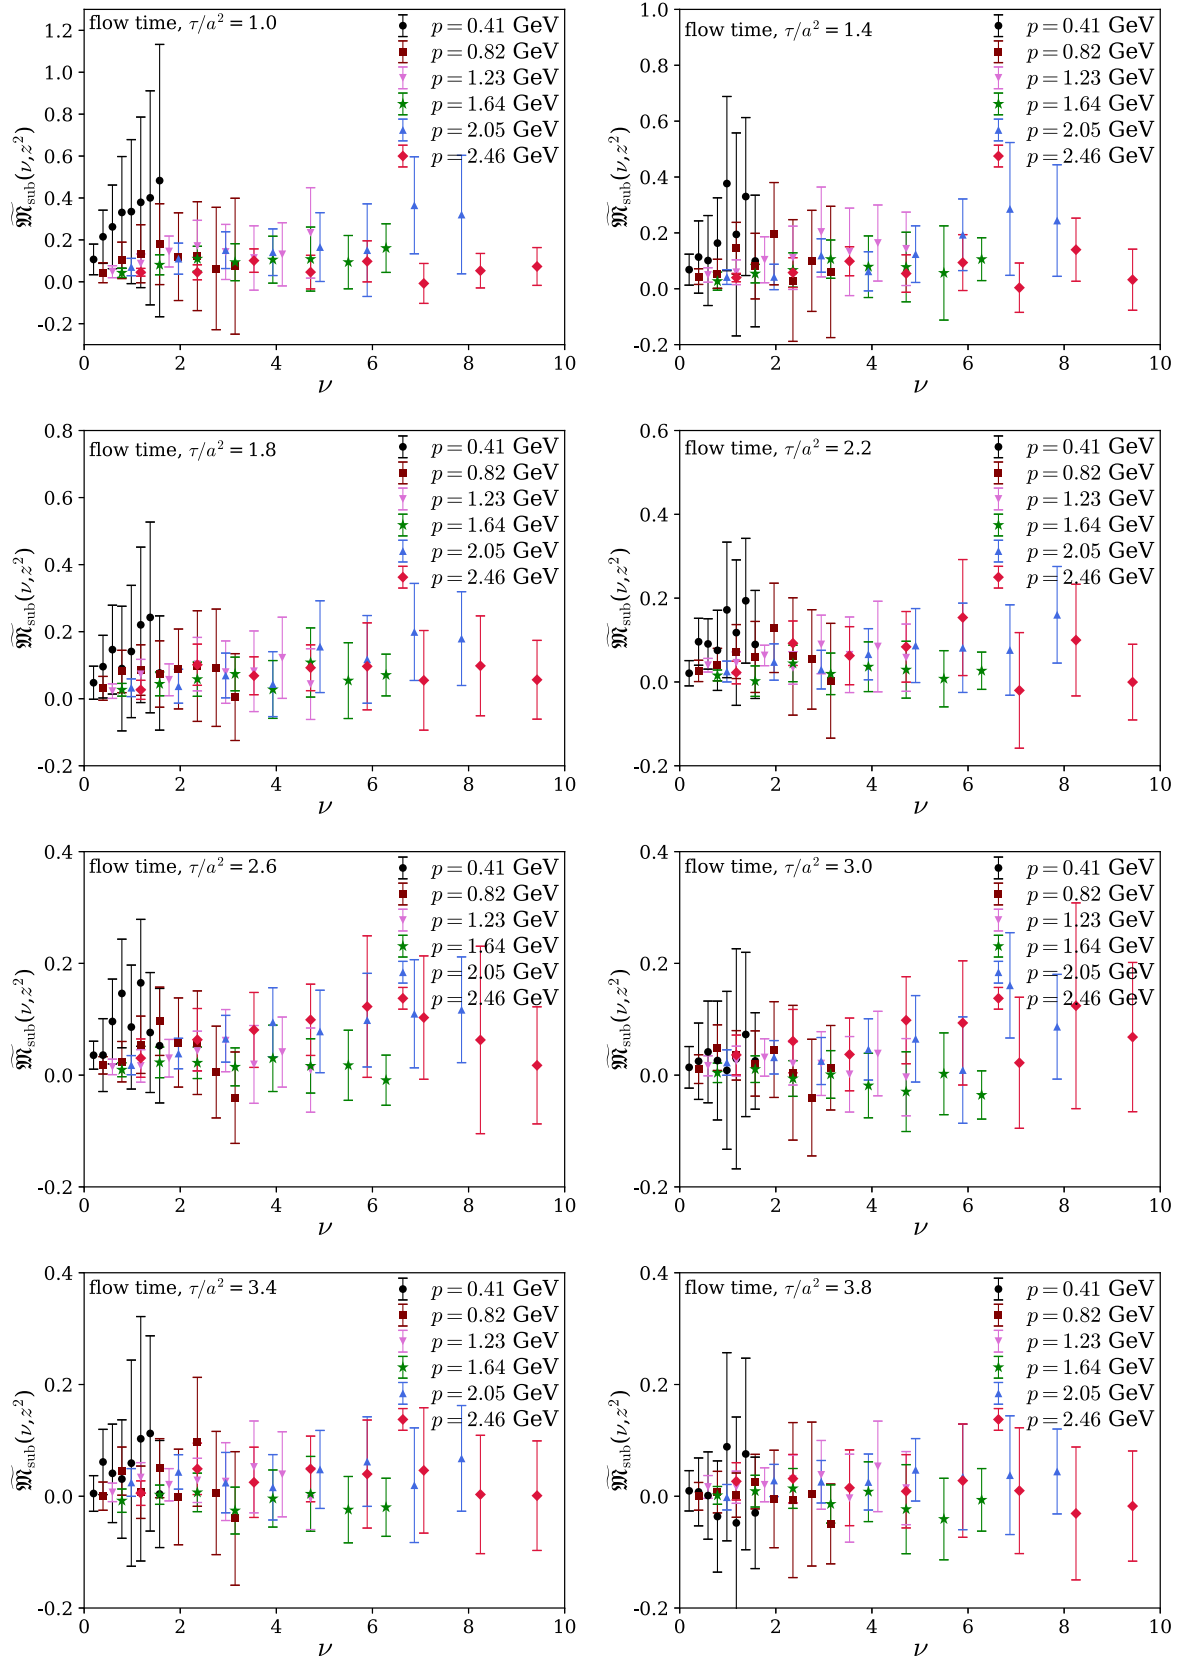 flow time, τ/a² = 1.0
p = 0.41 GeV
p = 0.82 GeV
p = 1.23 GeV
p = 1.64 GeV
p = 2.05 GeV
p = 2.46 GeV
1.2
1.0
0.8
0.6
0.4
0.2
0.0
-0.2
0 2 4 6 8 10
𝔐̃_sub(ν,z²)
ν
flow time, τ/a² = 1.4
p = 0.41 GeV
p = 0.82 GeV
p = 1.23 GeV
p = 1.64 GeV
p = 2.05 GeV
p = 2.46 GeV
1.0
0.8
0.6
0.4
0.2
0.0
-0.2
0 2 4 6 8 10
𝔐̃_sub(ν,z²)
ν
flow time, τ/a² = 1.8
p = 0.41 GeV
p = 0.82 GeV
p = 1.23 GeV
p = 1.64 GeV
p = 2.05 GeV
p = 2.46 GeV
0.8
0.6
0.4
0.2
0.0
-0.2
0 2 4 6 8 10
𝔐̃_sub(ν,z²)
ν
flow time, τ/a² = 2.2
p = 0.41 GeV
p = 0.82 GeV
p = 1.23 GeV
p = 1.64 GeV
p = 2.05 GeV
p = 2.46 GeV
0.6
0.4
0.2
0.0
-0.2
0 2 4 6 8 10
𝔐̃_sub(ν,z²)
ν
flow time, τ/a² = 2.6
p = 0.41 GeV
p = 0.82 GeV
p = 1.23 GeV
p = 1.64 GeV
p = 2.05 GeV
p = 2.46 GeV
0.4
0.2
0.0
-0.2
0 2 4 6 8 10
𝔐̃_sub(ν,z²)
ν
flow time, τ/a² = 3.0
p = 0.41 GeV
p = 0.82 GeV
p = 1.23 GeV
p = 1.64 GeV
p = 2.05 GeV
p = 2.46 GeV
0.4
0.2
0.0
-0.2
0 2 4 6 8 10
𝔐̃_sub(ν,z²)
ν
flow time, τ/a² = 3.4
p = 0.41 GeV
p = 0.82 GeV
p = 1.23 GeV
p = 1.64 GeV
p = 2.05 GeV
p = 2.46 GeV
0.4
0.2
0.0
-0.2
0 2 4 6 8 10
𝔐̃_sub(ν,z²)
ν
flow time, τ/a² = 3.8
p = 0.41 GeV
p = 0.82 GeV
p = 1.23 GeV
p = 1.64 GeV
p = 2.05 GeV
p = 2.46 GeV
0.4
0.2
0.0
-0.2
0 2 4 6 8 10
𝔐̃_sub(ν,z²)
ν